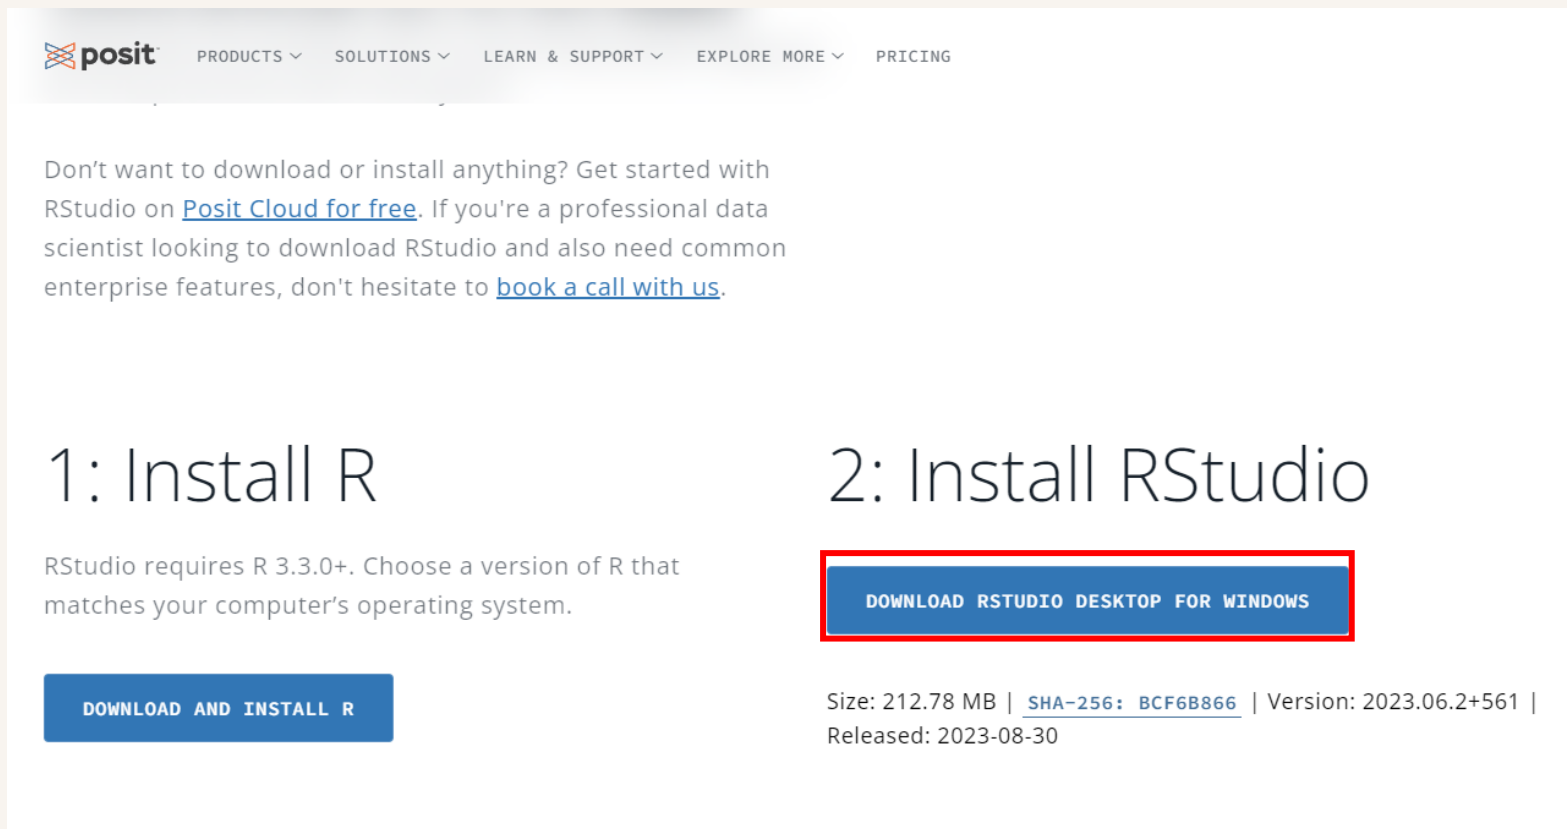 posit
PRODUCTS
SOLUTIONS
LEARN & SUPPORT
EXPLORE MORE
PRICING
Don’t want to download or install anything? Get started with
RStudio on Posit Cloud for free. If you're a professional data
scientist looking to download RStudio and also need common
enterprise features, don't hesitate to book a call with us.
1: Install R
RStudio requires R 3.3.0+. Choose a version of R that
matches your computer’s operating system.
DOWNLOAD AND INSTALL R
2: Install RStudio
DOWNLOAD RSTUDIO DESKTOP FOR WINDOWS
Size: 212.78 MB | SHA-256: BCF6B866 | Version: 2023.06.2+561 |
Released: 2023-08-30